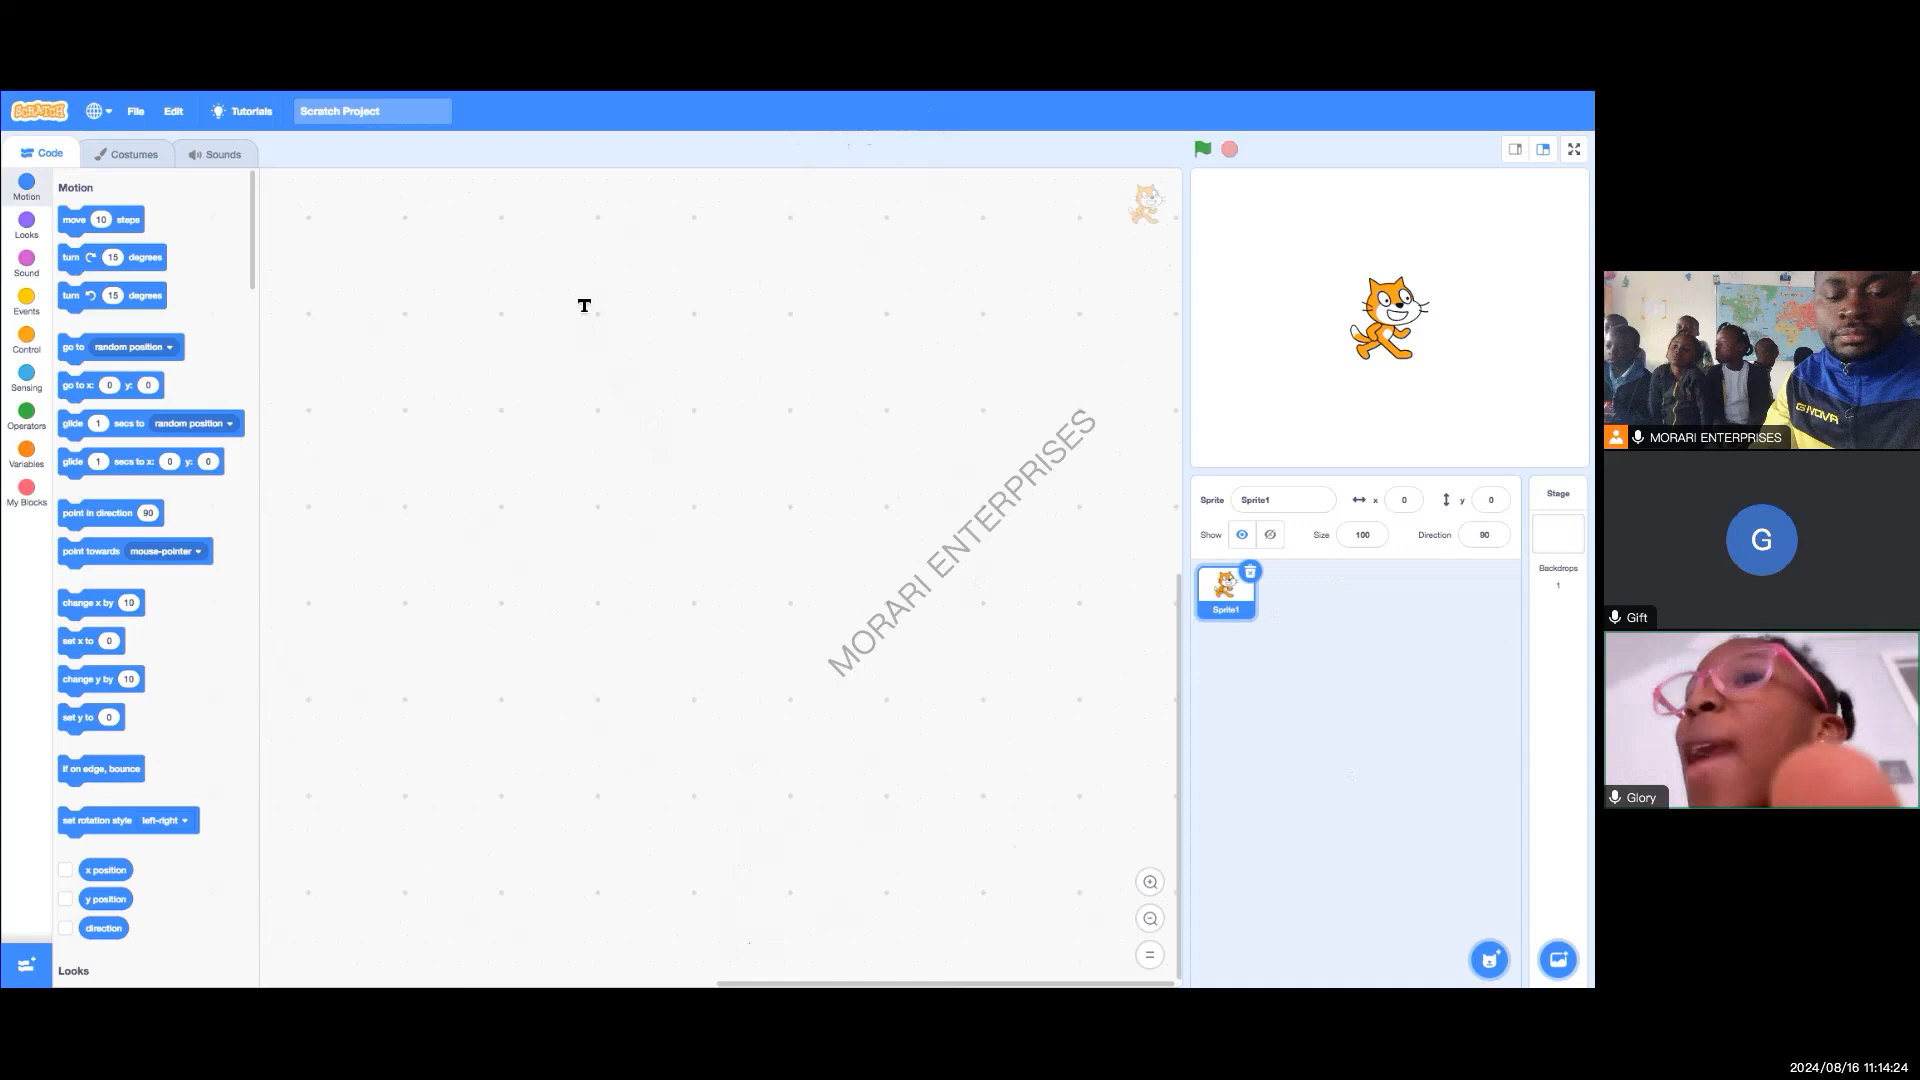 SCRATCH
File
Edit
Tutorials
Scratch Project
Code
Costumes
Sounds
Motion
Looks
Sound
Events
Control
Sensing
Operators
Variables
My Blocks
Motion
move 10 steps
turn 15 degrees
turn 15 degrees
go to random position
go to x: 0 y: 0
glide 1 secs to random position
glide 1 secs to x: 0 y: 0
point in direction 90
point towards mouse-pointer
change x by 10
set x to 0
change y by 10
set y to 0
if on edge, bounce
set rotation style left-right
x position
y position
direction
Looks
MORARI ENTERPRISES
Sprite Sprite1 x 0 y 0
Show Size 100 Direction 90
Sprite1
Stage
Backdrops
1
MORARI ENTERPRISES
GIVOVA
G
Gift
Glory
2024/08/16 11:14:24